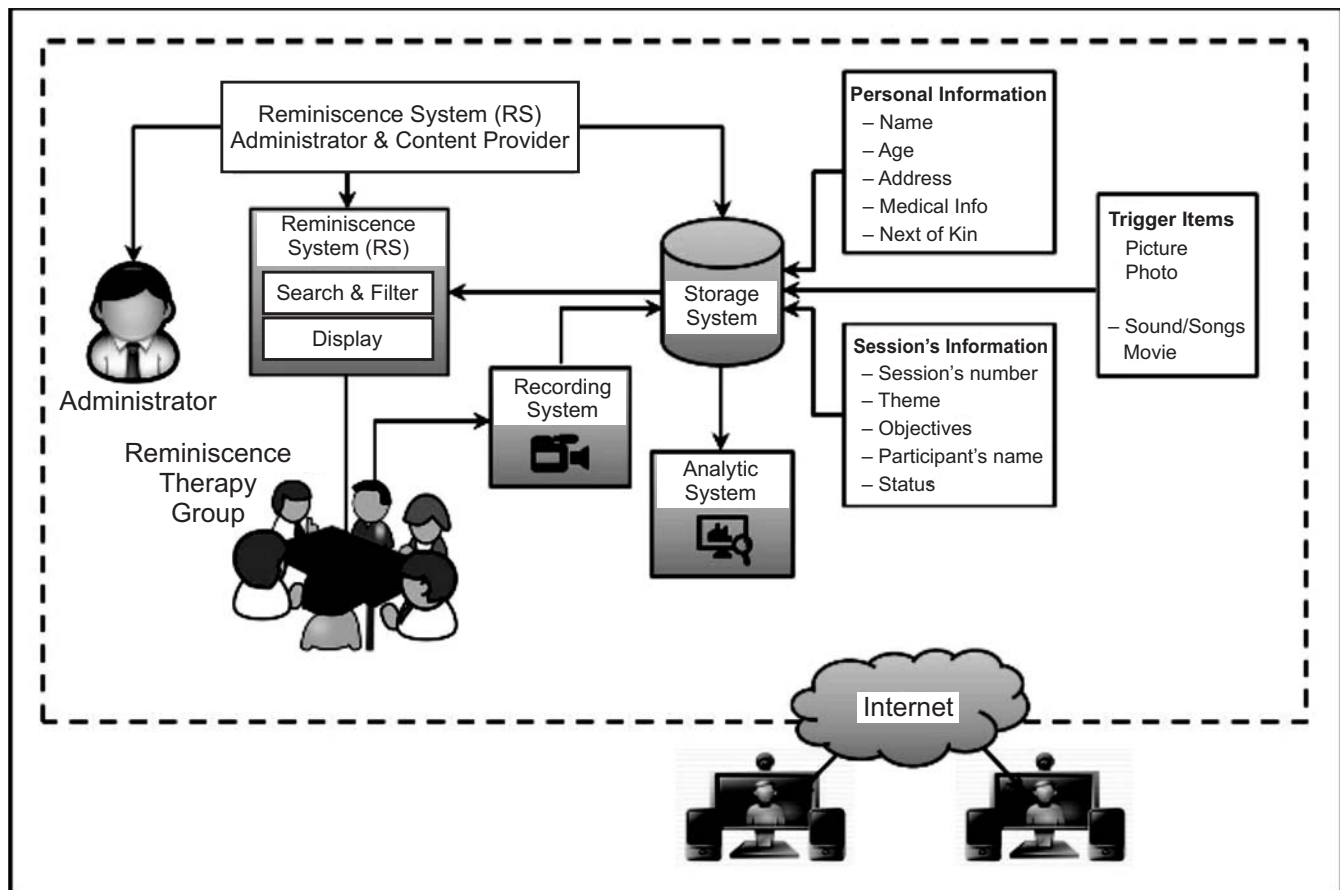 Reminiscence System (RS)
Administrator & Content Provider
Personal Information
– Name
– Age
– Address
– Medical Info
– Next of Kin
Reminiscence
System (RS)
Search & Filter
Display
Trigger Items
Picture
Photo
– Sound/Songs
Movie
Storage
System
Administrator
Recording
System
Session's Information
– Session's number
– Theme
– Objectives
– Participant's name
– Status
Reminiscence
Therapy
Group
Analytic
System
Internet